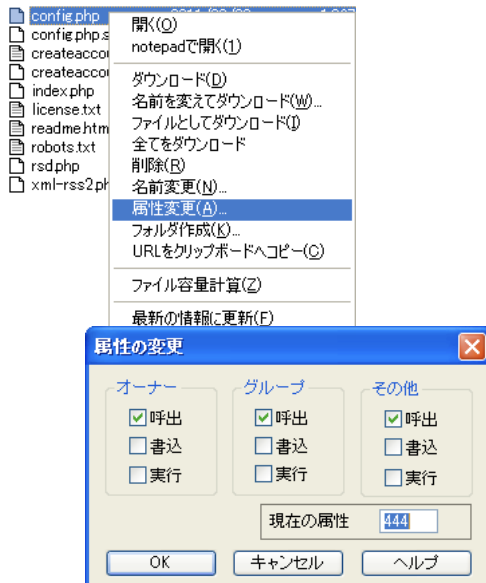 config.php
config.php.s
createaccou
createaccou
index.php
license.txt
readme.htm
robots.txt
rsd.php
xml-rss2.ph
開く(O)
notepadで開く(1)
ダウンロード(D)
名前を変えてダウンロード(W)...
ファイルとしてダウンロード(I)
全てをダウンロード
削除(R)
名前変更(N)...
属性変更(A)...
フォルダ作成(K)...
URLをクリップボードへコピー(C)
ファイル容量計算(Z)
最新の情報に更新(F)
属性の変更
オーナー
グループ
その他
呼出
呼出
呼出
書込
書込
書込
実行
実行
実行
現在の属性
444
OK
キャンセル
ヘルプ